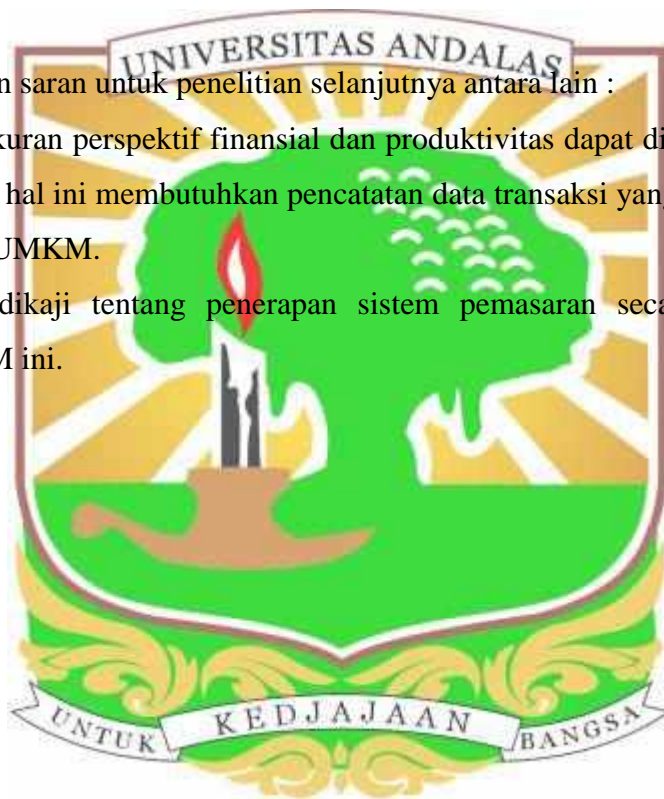 UNIVERSITAS ANDALAS
n saran untuk penelitian selanjutnya antara lain :
kuran perspektif finansial dan produktivitas dapat di
hal ini membutuhkan pencatatan data transaksi yang
UMKM.
dikaji tentang penerapan sistem pemasaran seca
M ini.
UNTUK KEDJAJAAN BANGSA